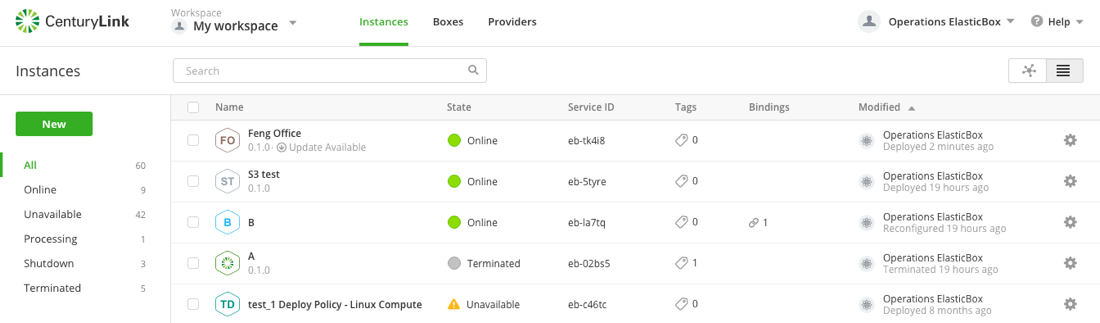 CenturyLink
Workspace
My workspace
Instances
Boxes
Providers
Operations ElasticBox
Help
Instances
Search
New
All 60
Online 9
Unavailable 42
Processing 1
Shutdown 3
Terminated 5
Name State Service ID Tags Bindings Modified
FO Feng Office Online eb-tk4i8 0 Operations ElasticBox
0.1.0 · Update Available Deployed 2 minutes ago
ST S3 test Online eb-5tyre 0 Operations ElasticBox
0.1.0 Deployed 19 hours ago
B B Online eb-la7tq 0 1 Operations ElasticBox
Reconfigured 19 hours ago
A Terminated eb-02bs5 1 Operations ElasticBox
0.1.0 Terminated 19 hours ago
TD test_1 Deploy Policy - Linux Compute Unavailable eb-c46tc 0 Operations ElasticBox
Deployed 8 months ago